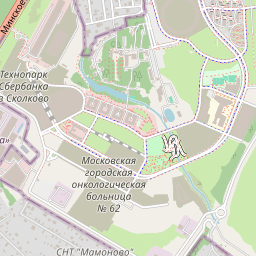 Минское
Технопарк
Сбербанка
в Сколково
Московская
городская
онкологическая
больница
№ 62
СНТ "Мамоново"